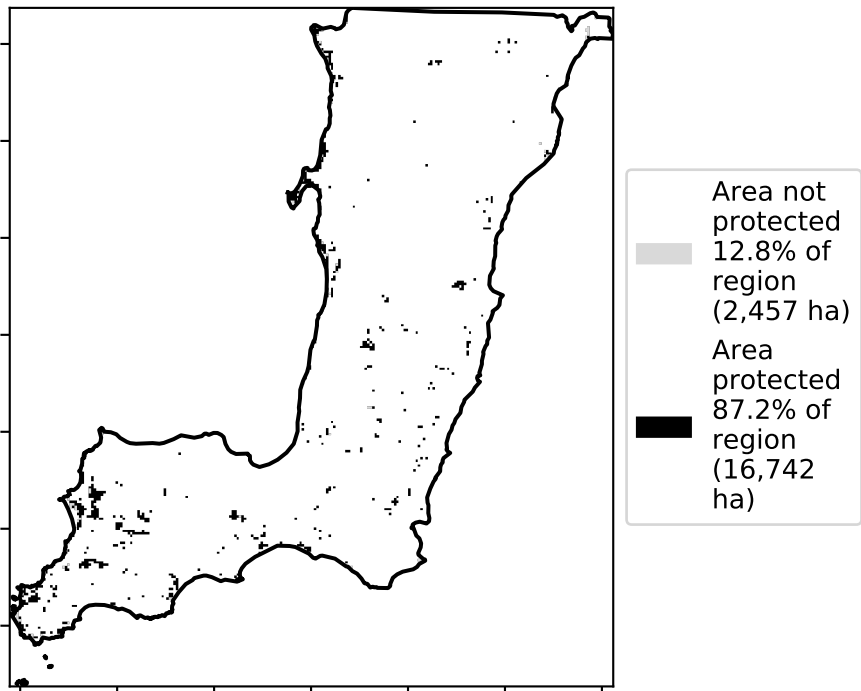 Area not
protected
12.8% of
region
(2,457 ha)
Area
protected
87.2% of
region
(16,742
ha)